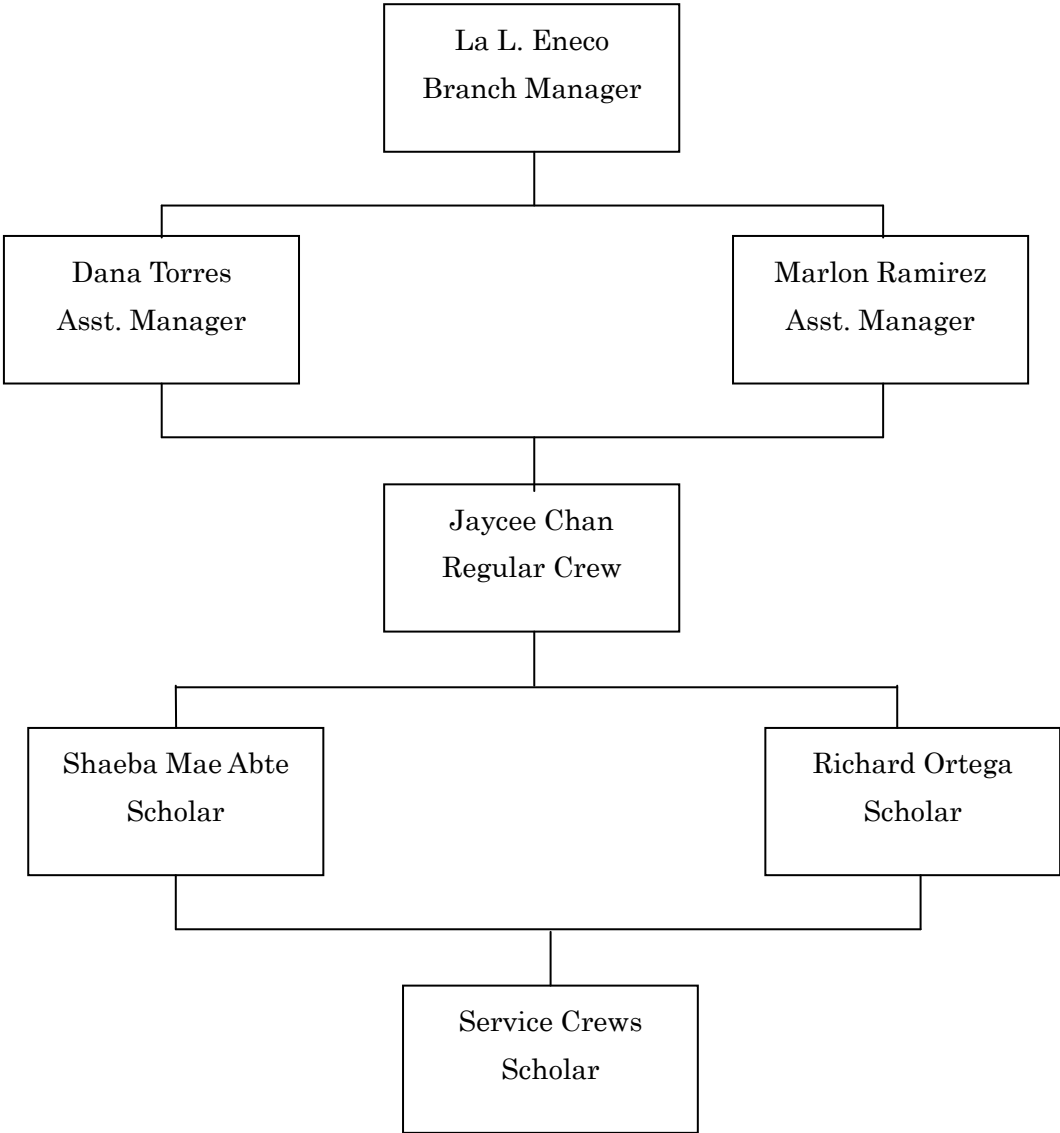 La L. Eneco
Branch Manager
Dana Torres
Asst. Manager
Marlon Ramirez
Asst. Manager
Jaycee Chan
Regular Crew
Shaeba Mae Abte
Scholar
Richard Ortega
Scholar
Service Crews
Scholar